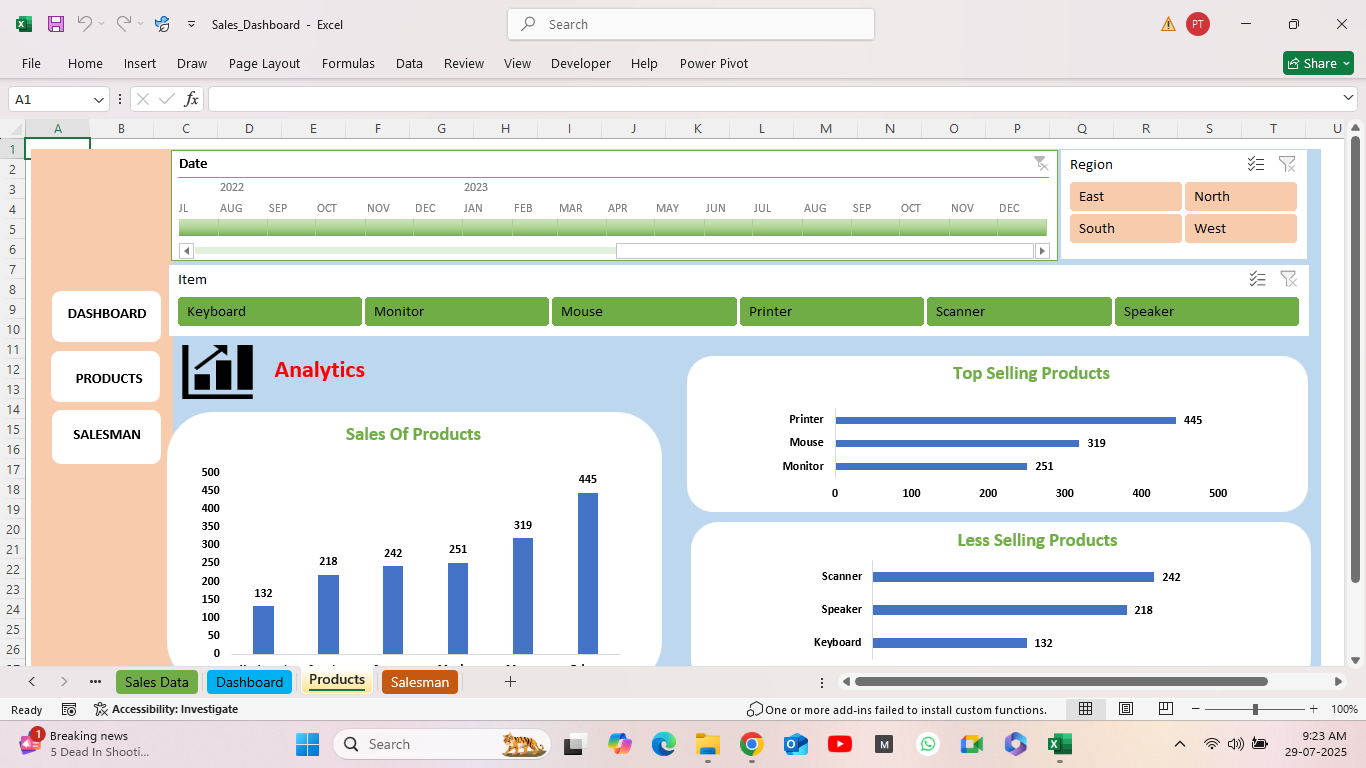 Sales_Dashboard - Excel
Search
PT
File Home Insert Draw Page Layout Formulas Data Review View Developer Help Power Pivot
Share
A1
fx
A B C D E F G H I J K L M N O P Q R S T U
1
2
3
4
5
6
7
8
9
10
11
12
13
14
15
16
17
18
19
20
21
22
23
24
25
26
Date
2022 2023
JL AUG SEP OCT NOV DEC JAN FEB MAR APR MAY JUN JUL AUG SEP OCT NOV DEC
Region
East North
South West
Item
Keyboard Monitor Mouse Printer Scanner Speaker
DASHBOARD
PRODUCTS
SALESMAN
Analytics
Sales Of Products
500
450
400
350
300
250
200
150
100
50
0
132 218 242 251 319 445
Top Selling Products
Printer 445
Mouse 319
Monitor 251
0 100 200 300 400 500
Less Selling Products
Scanner 242
Speaker 218
Keyboard 132
Sales Data Dashboard Products Salesman
Ready Accessibility: Investigate One or more add-ins failed to install custom functions. 100%
1
Breaking news
5 Dead In Shooti...
Search
M
9:23 AM
29-07-2025